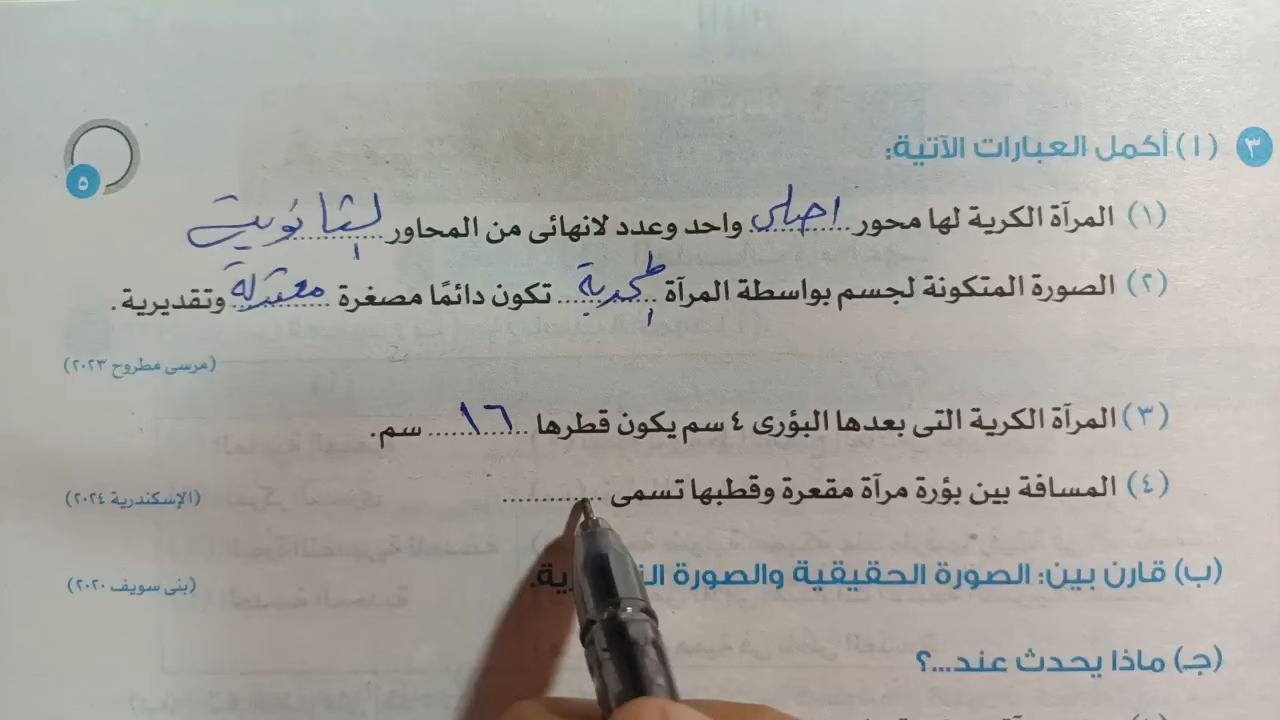 ٣ (أ) أكمل العبارات الآتية:
٥
(١) المرآة الكرية لها محور اصلى واحد وعدد لانهائى من المحاور الثانوية
(٢) الصورة المتكونة لجسم بواسطة المرآة المحدبة تكون دائمًا مصغرة معتدلة وتقديرية.
(مرسى مطروح ٢٠٢٣)
(٣) المرآة الكرية التى بعدها البؤرى ٤ سم يكون قطرها ١٦ سم.
(٤) المسافة بين بؤرة مرآة مقعرة وقطبها تسمى ............
(الإسكندرية ٢٠٢٤)
(ب) قارن بين: الصورة الحقيقية والصورة
(بنى سويف ٢٠٢٠)
(جـ) ماذا يحدث عند...؟